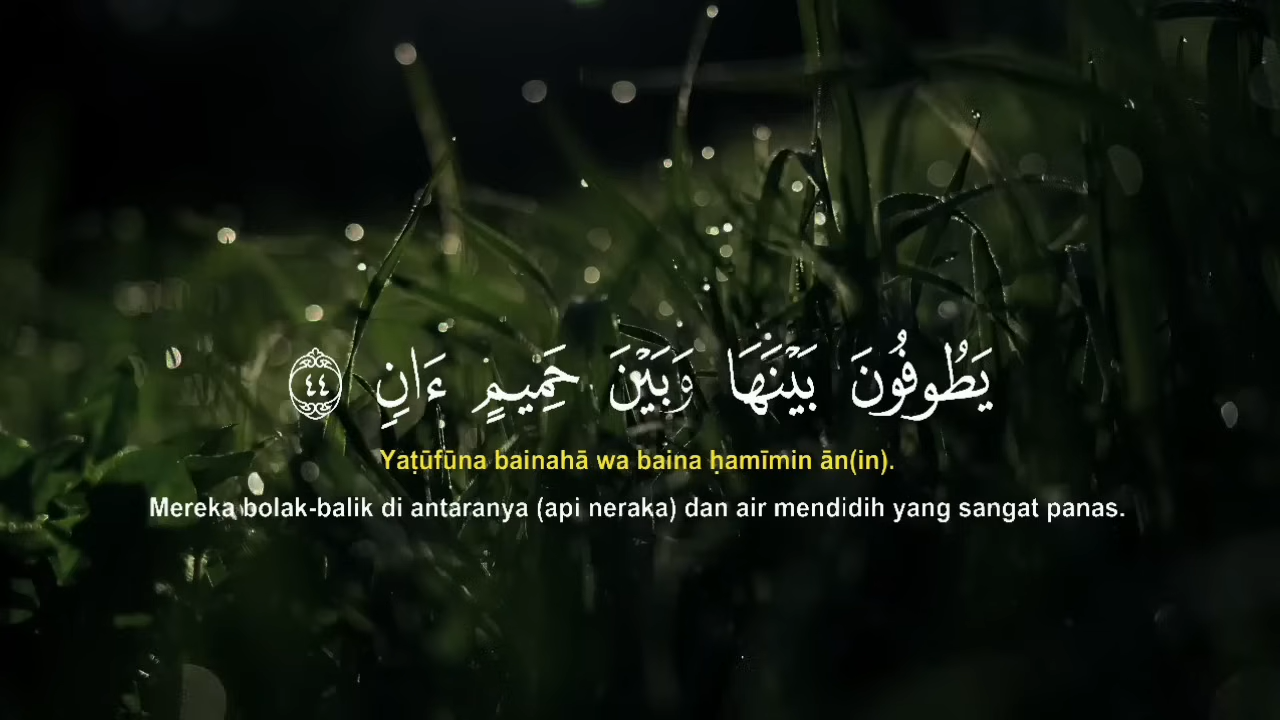 يَطُوفُونَ بَيْنَهَا وَبَيْنَ حَمِيمٍ ءَانٍ ٤٤
Yaṭūfūna bainahā wa baina ḥamīmin ān(in).
Mereka bolak-balik di antaranya (api neraka) dan air mendidih yang sangat panas.